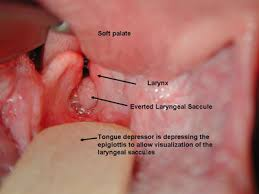 Soft palate
Larynx
Everted Laryngeal Saccule
Tongue depressor is depressing the
epiglottis to allow visualization of the
laryngeal saccules